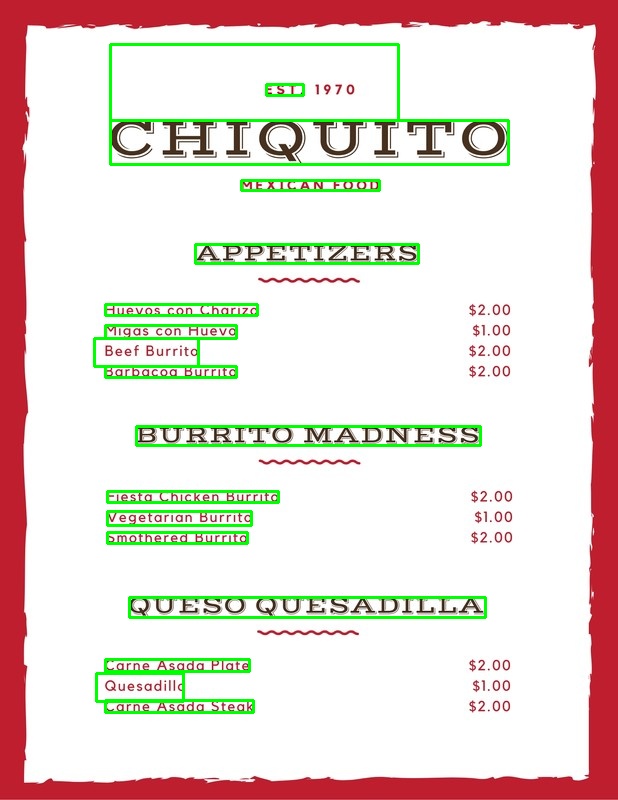 EST. 1970
CHIQUITO
MEXICAN FOOD
APPETIZERS
Huevos con Charizo $2.00
Migas con Huevo $1.00
Beef Burrito $2.00
Barbacoa Burrito $2.00
BURRITO MADNESS
Fiesta Chicken Burrito $2.00
Vegetarian Burrito $1.00
Smothered Burrito $2.00
QUESO QUESADILLA
Carne Asada Plate $2.00
Quesadilla $1.00
Carne Asada Steak $2.00